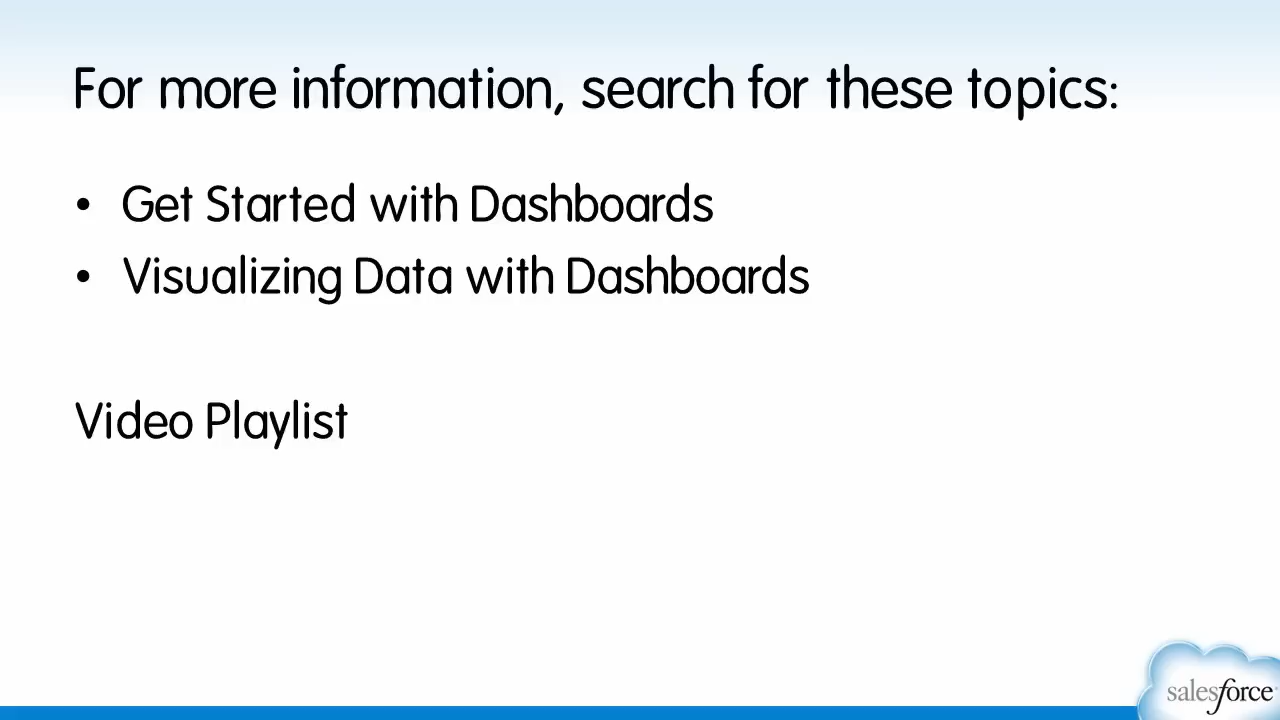 For more information, search for these topics:
• Get Started with Dashboards
• Visualizing Data with Dashboards
Video Playlist
salesforce